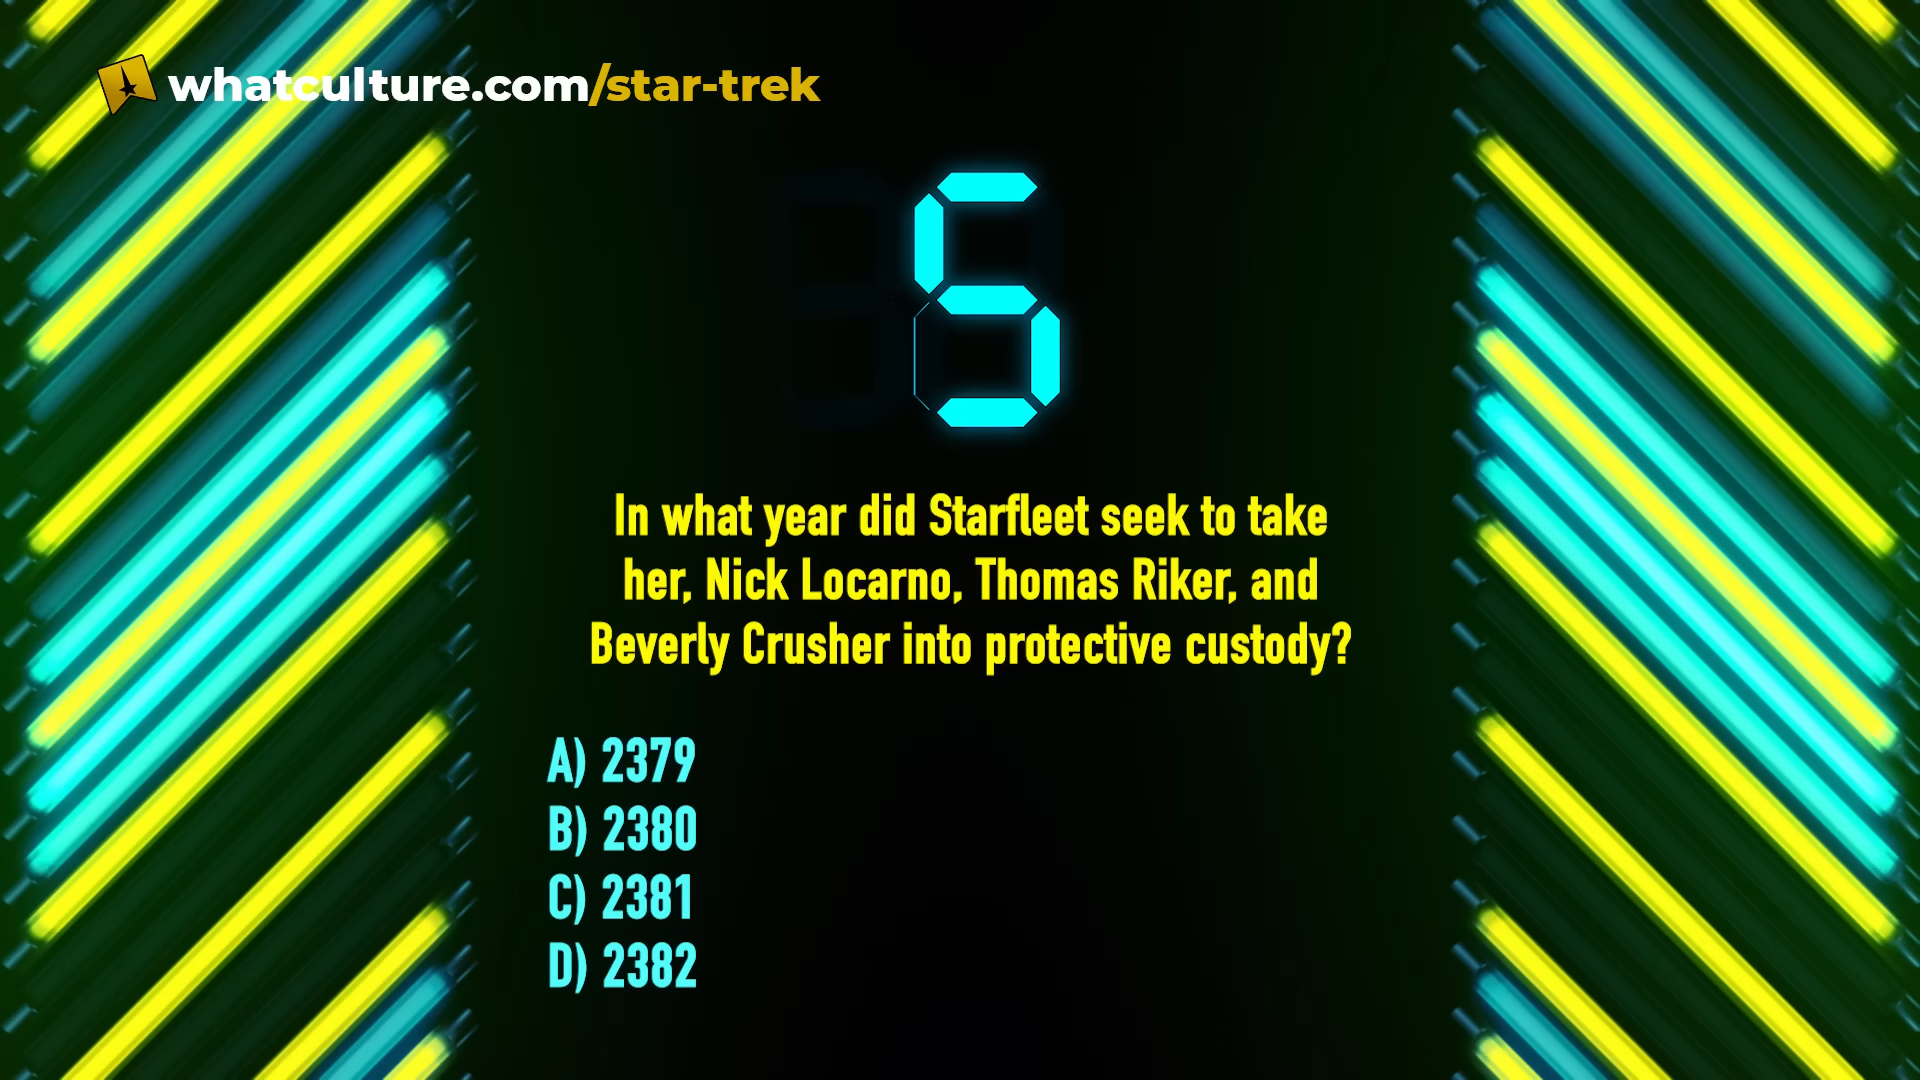 whatculture.com/star-trek
5
In what year did Starfleet seek to take
her, Nick Locarno, Thomas Riker, and
Beverly Crusher into protective custody?
A) 2379
B) 2380
C) 2381
D) 2382